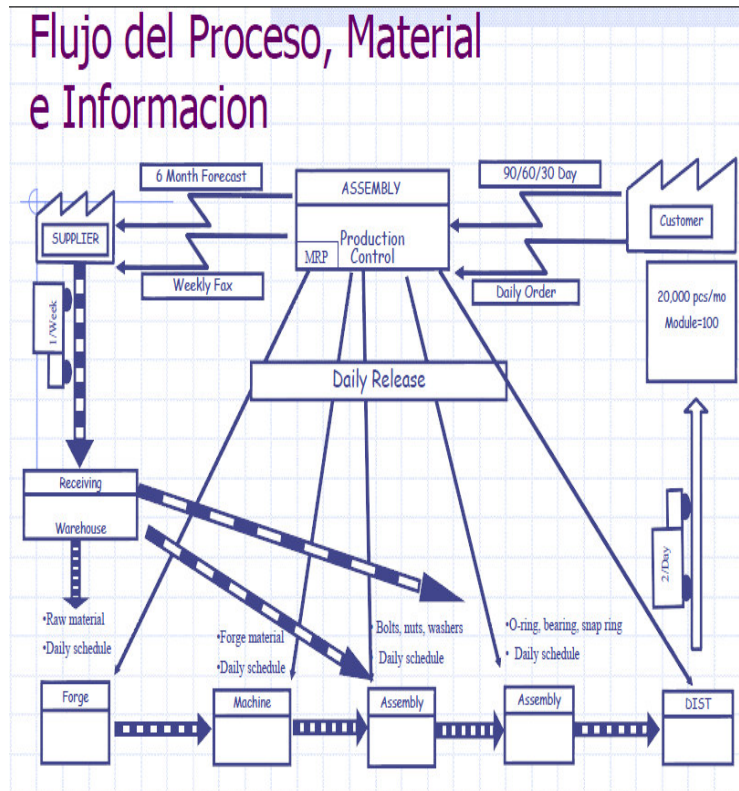 Flujo del Proceso, Material
e Informacion
6 Month Forecast
ASSEMBLY
90/60/30 Day
SUPPLIER
Production
Control
MRP
Customer
Weekly Fax
Daily Order
20,000 pcs/mo
Module=100
1/Week
Daily Release
Receiving
Warehouse
2/Day
•Raw material
•Daily schedule
•Forge material
•Daily schedule
• Bolts, nuts, washers
Daily schedule
•O-ring, bearing, snap ring
• Daily schedule
Forge
Machine
Assembly
Assembly
DIST